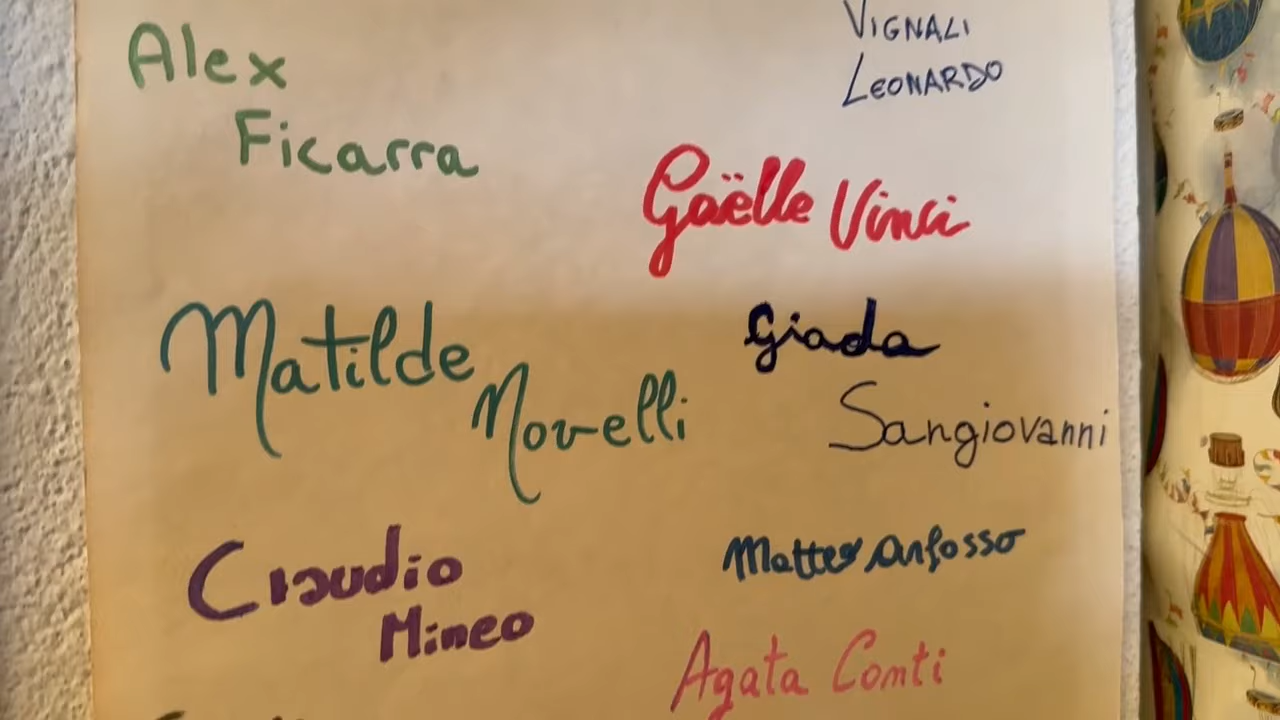 Alex
Ficarra
VIGNALI
LEONARDO
Gaëlle Vinci
Matilde
Novelli
Giada
Sangiovanni
Claudio
Mineo
Matteo Anfosso
Agata Conti